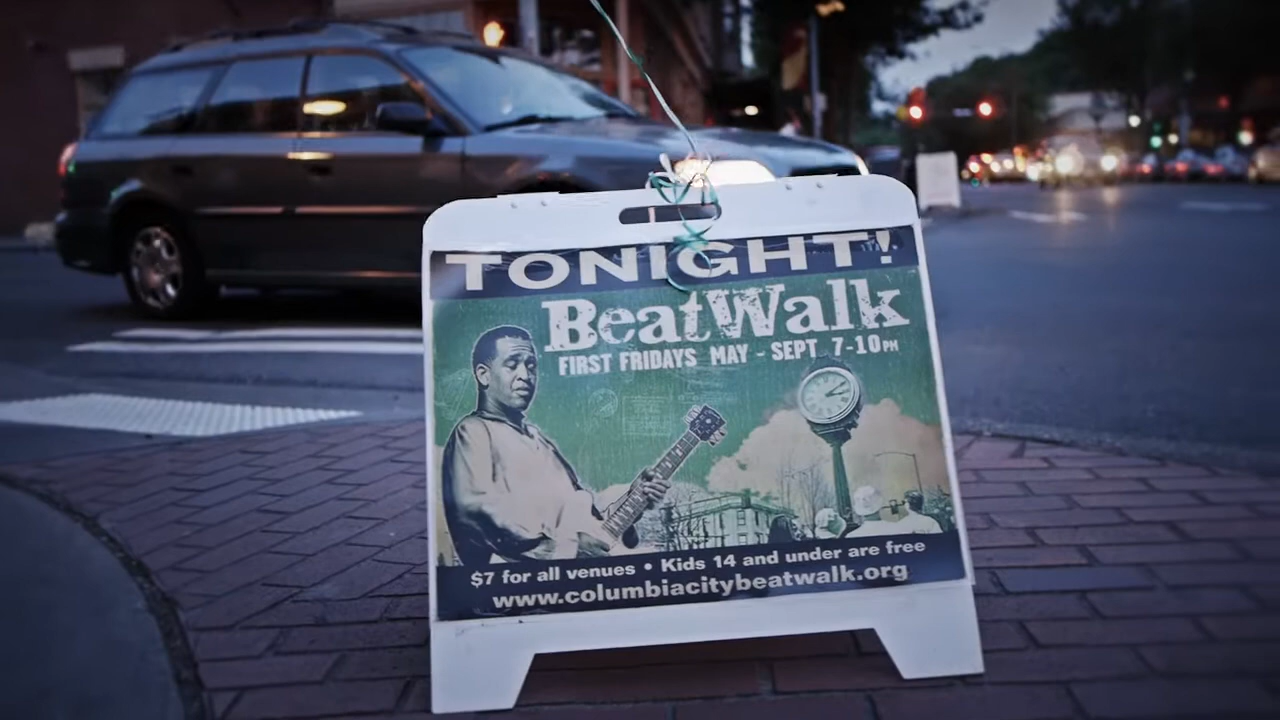 TONIGHT!
BeatWalk
FIRST FRIDAYS MAY - SEPT 7-10PM
$7 for all venues • Kids 14 and under are free
www.columbiacitybeatwalk.org